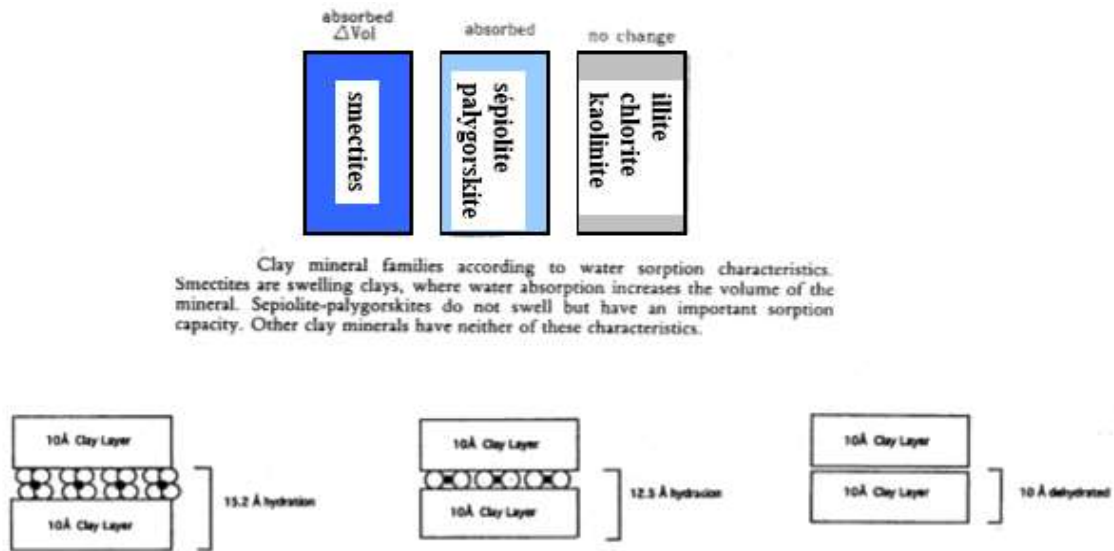 absorbed
△Vol
absorbed
no change
smectites
sépiolite
palygorskite
illite
chlorite
kaolinite
Clay mineral families according to water sorption characteristics.
Smectites are swelling clays, where water absorption increases the volume of the
mineral. Sepiolite-palygorskites do not swell but have an important sorption
capacity. Other clay minerals have neither of these characteristics.
10Å Clay Layer
10Å Clay Layer
15.2 Å hydration
10Å Clay Layer
10Å Clay Layer
12.5 Å hydration
10Å Clay Layer
10Å Clay Layer
10Å dehydrated